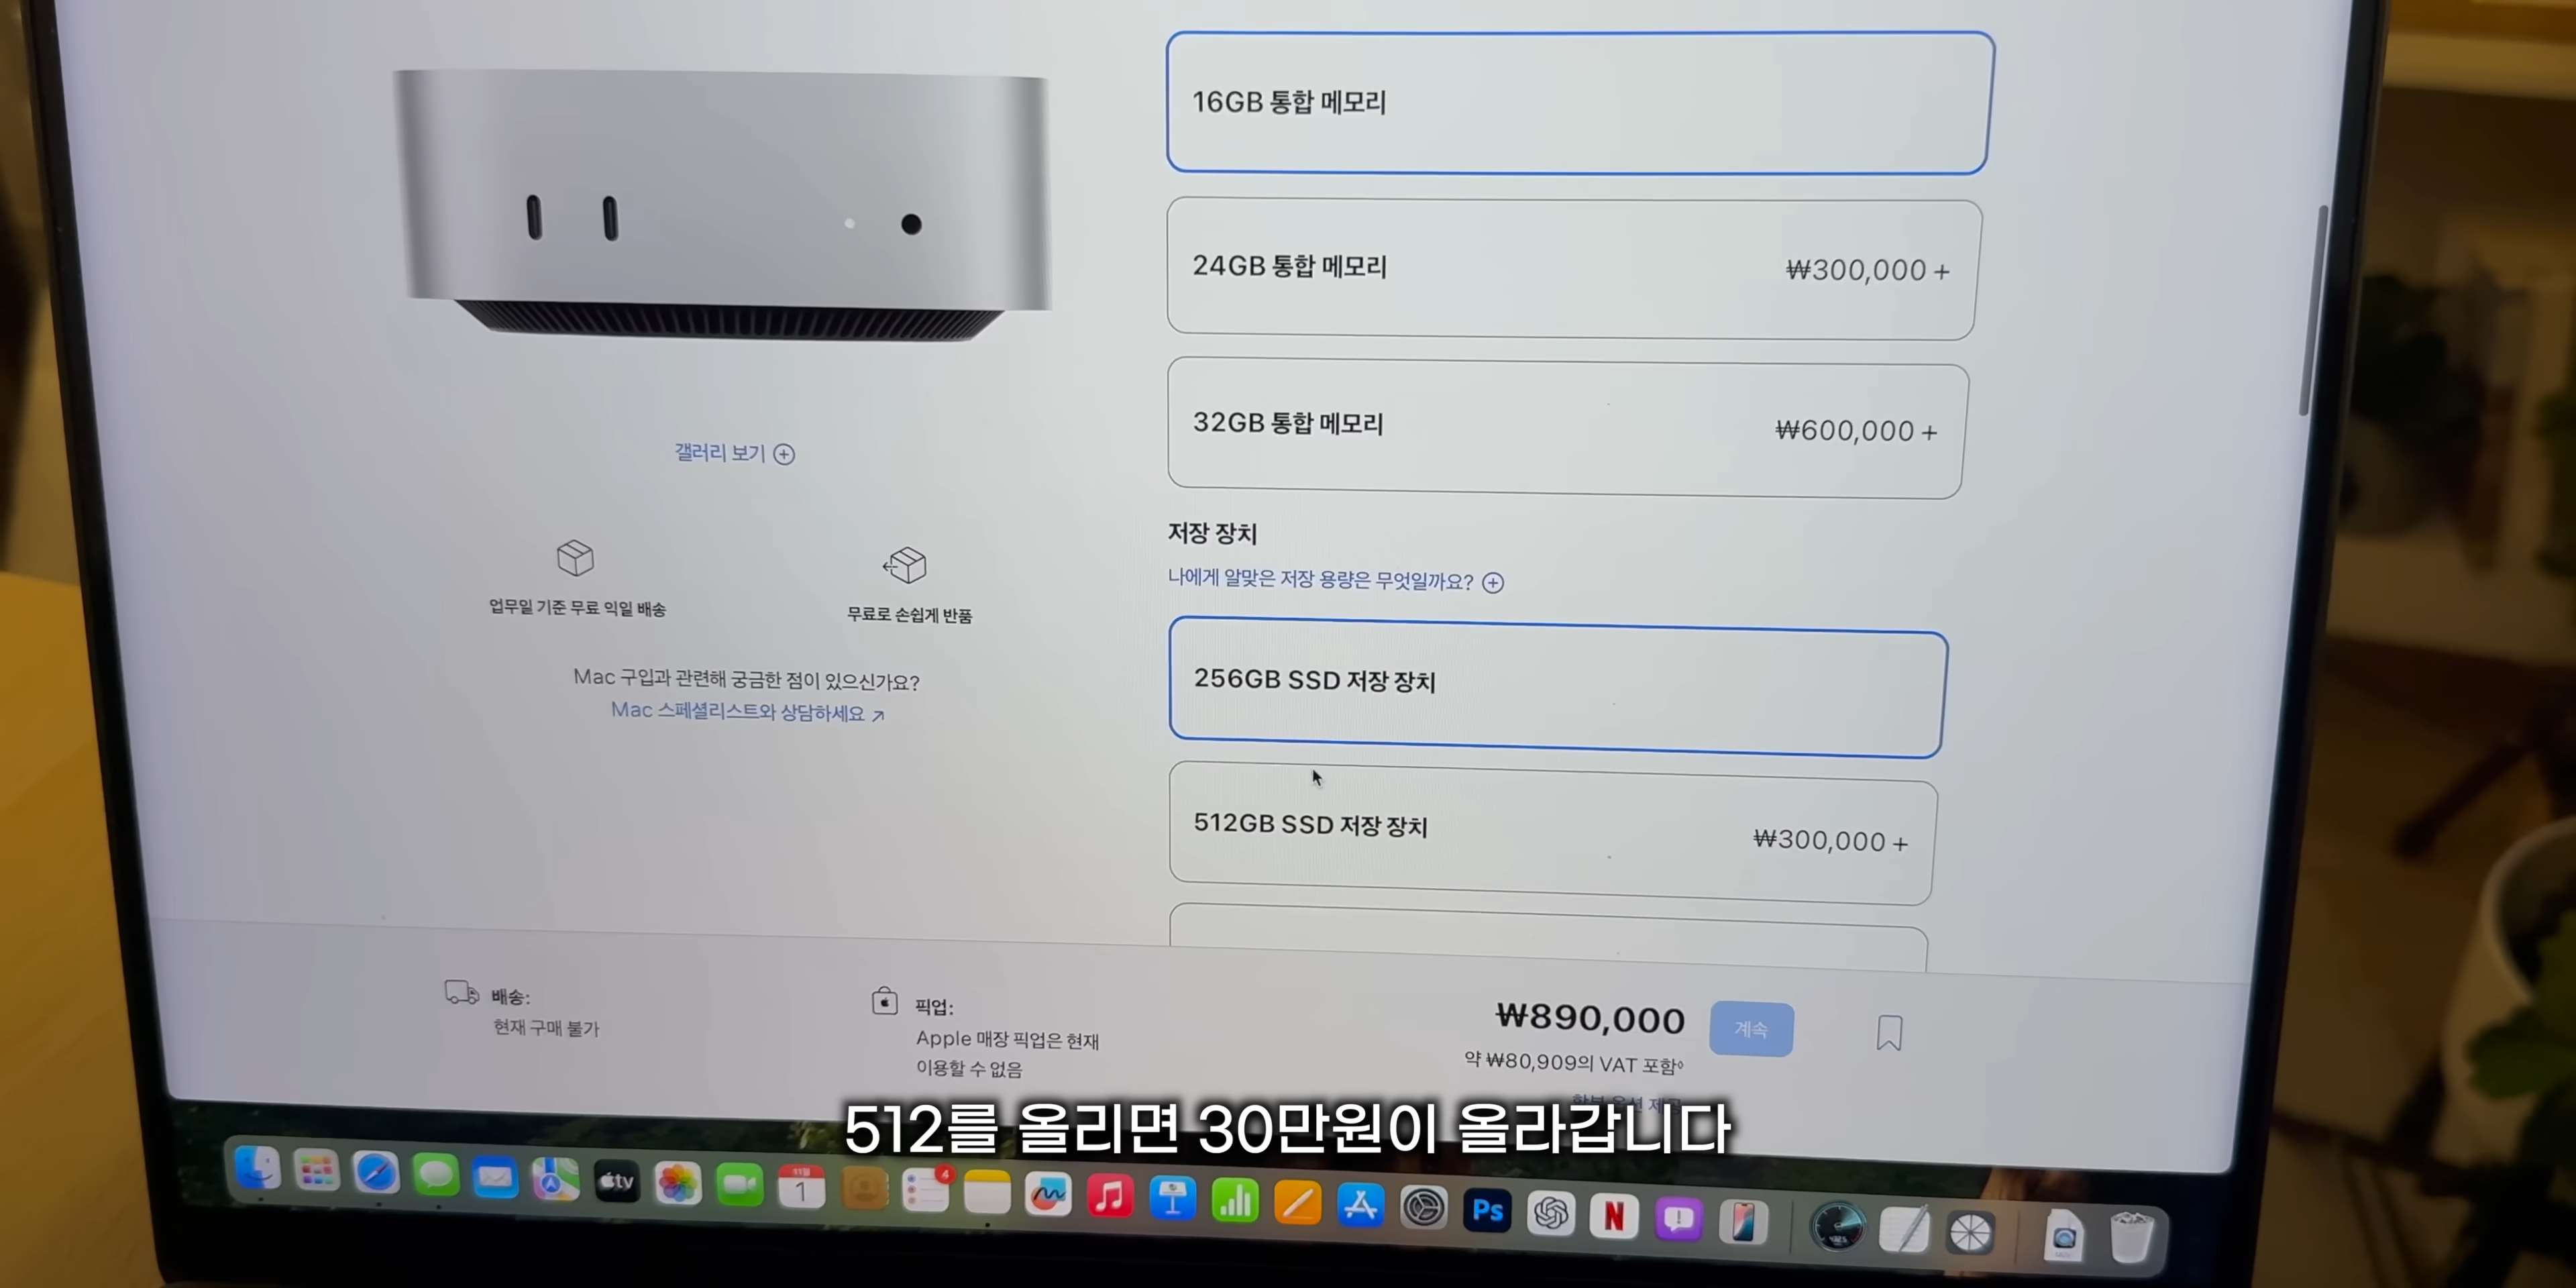 16GB 통합 메모리
24GB 통합 메모리
₩300,000 +
32GB 통합 메모리
₩600,000 +
갤러리 보기
업무일 기준 무료 익일 배송
무료로 손쉽게 반품
Mac 구입과 관련해 궁금한 점이 있으신가요?
Mac 스페셜리스트와 상담하세요 ↗
저장 장치
나에게 알맞은 저장 용량은 무엇일까요?
256GB SSD 저장 장치
512GB SSD 저장 장치
₩300,000 +
배송:
현재 구매 불가
픽업:
Apple 매장 픽업은 현재
이용할 수 없음
₩890,000
계속
약 ₩80,909의 VAT 포함◊
512를 올리면 30만원이 올라갑니다
tv
11월
1
4
Ps
N